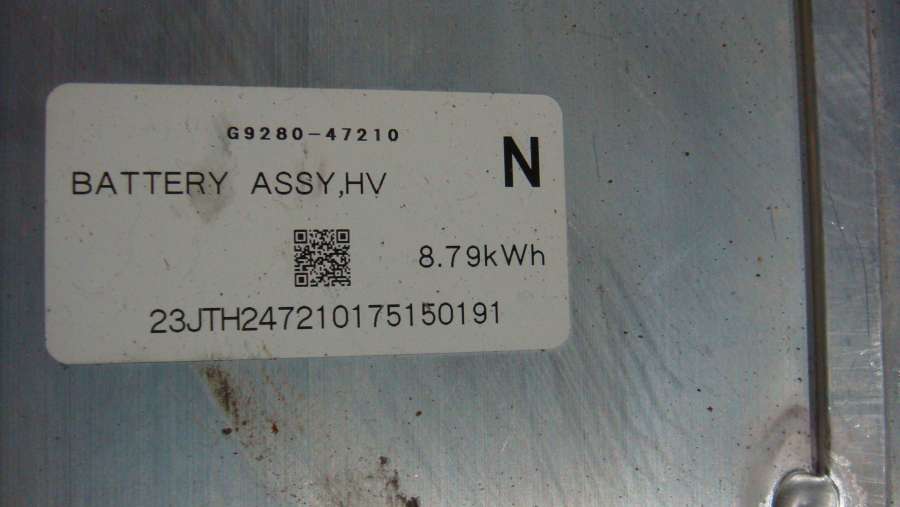 G9280-47210
N
BATTERY ASSY,HV
8.79kWh
23JTH247210175150191